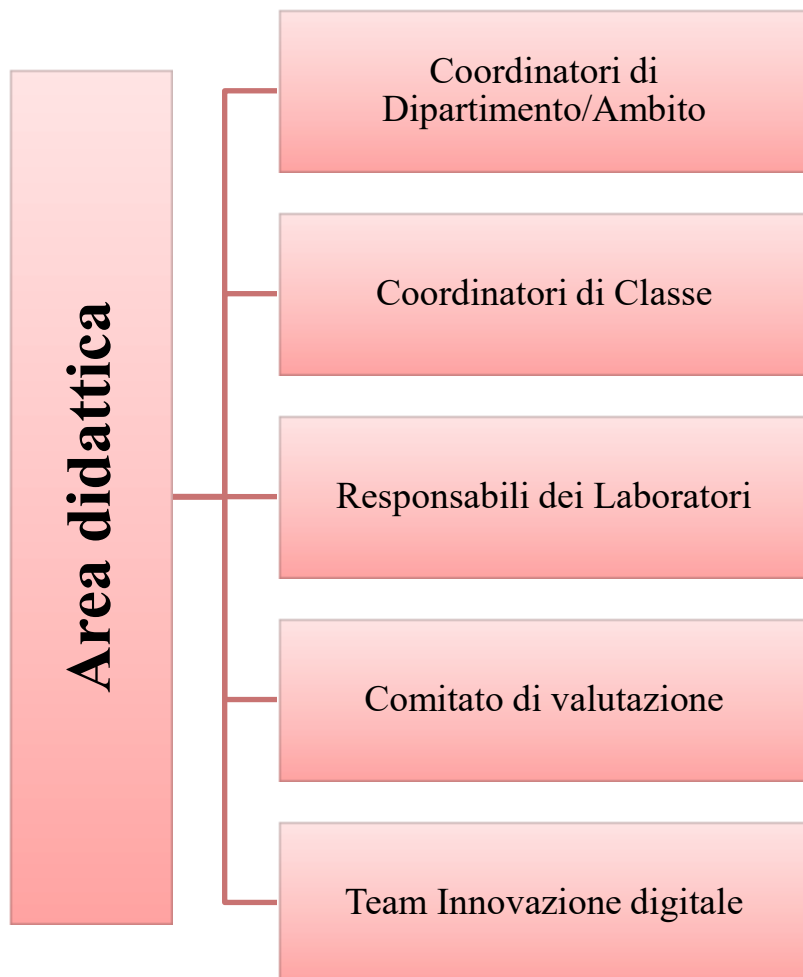 Area didattica
Coordinatori di
Dipartimento/Ambito
Coordinatori di Classe
Responsabili dei Laboratori
Comitato di valutazione
Team Innovazione digitale